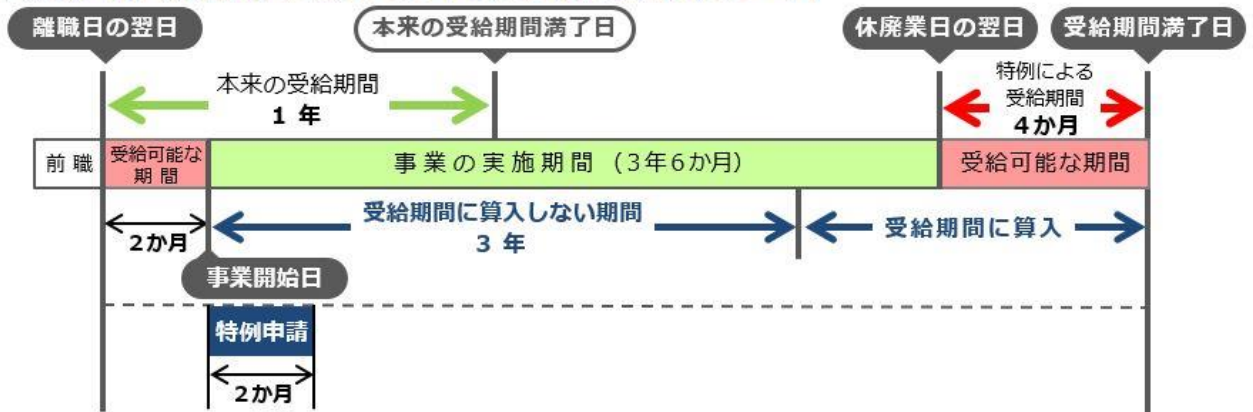 離職日の翌日
本来の受給期間満了日
休廃業日の翌日
受給期間満了日
本来の受給期間
1 年
特例による
受給期間
4か月
前 職
受給可能な
期 間
事業の実施期間 (3年6か月)
受給可能な期間
2か月
受給期間に算入しない期間
3 年
受給期間に算入
事業開始日
特例申請
2か月